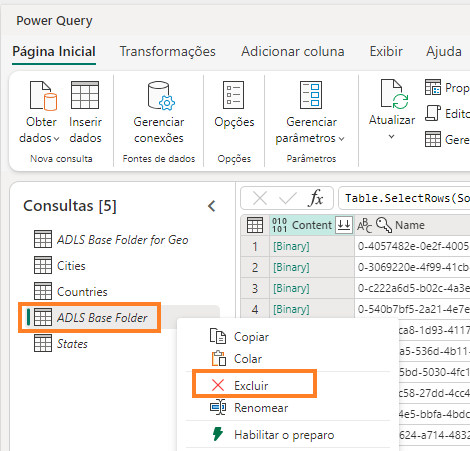 Power Query
Página Inicial Transformações Adicionar coluna Exibir Ajuda
Obter dados
Inserir dados
Nova consulta
Gerenciar conexões
Fontes de dados
Opções
Opções
Gerenciar parâmetros
Parâmetros
Atualizar
Prop
Edito
Gere
Consultas [5]
ADLS Base Folder for Geo
Cities
Countries
ADLS Base Folder
States
fx Table.SelectRows(So
Content Name
1 [Binary] 0-4057482e-0e2f-4005
2 [Binary] 0-3069220e-4f99-41cb
3 [Binary] 0-c222a6d5-b02c-4a3e
4 [Binary] 0-540b7bf5-2a21-4e7e
ca8-1d93-4117
a5-536d-4b11-
5bd-5030-4fc1
c58-27dd-4cc4
4e5-bbfa-4bdc
624-a714-4832
Copiar
Colar
Excluir
Renomear
Habilitar o preparo